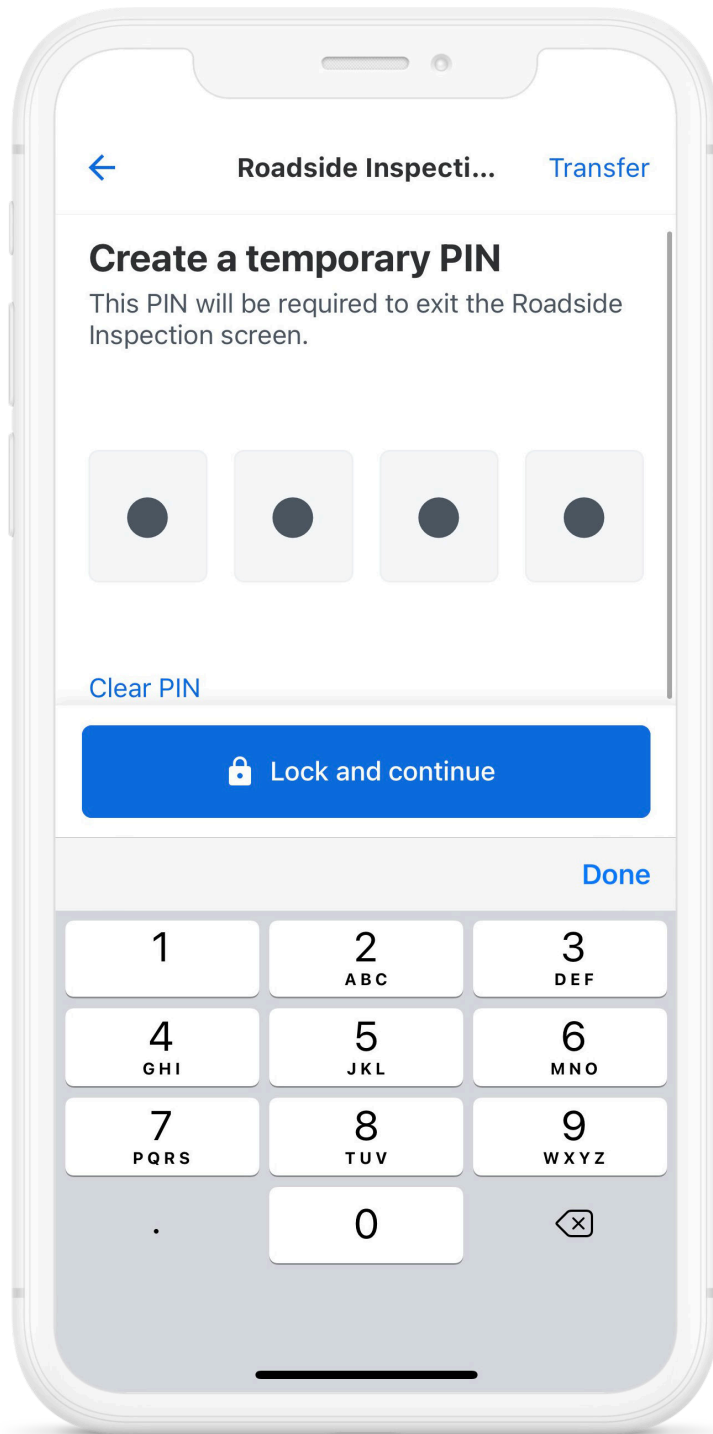 Roadside Inspecti... Transfer
Create a temporary PIN
This PIN will be required to exit the Roadside
Inspection screen.
Clear PIN
Lock and continue
Done
1 2 3
ABC DEF
4 5 6
GHI JKL MNO
7 8 9
PQRS TUV WXYZ
. 0